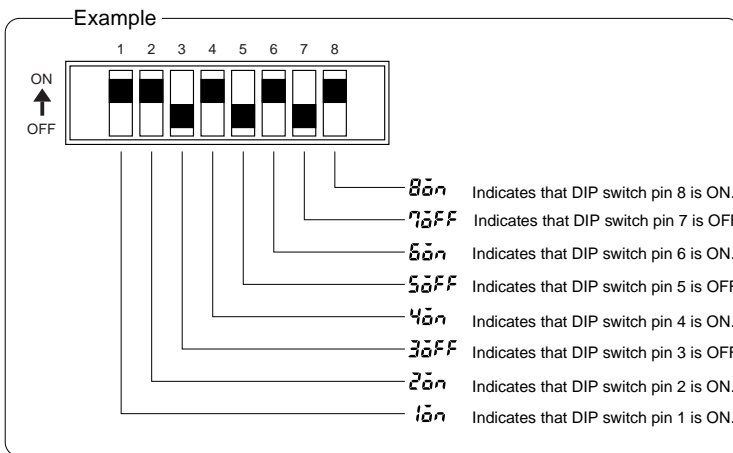 Example
1 2 3 4 5 6 7 8
ON
OFF
8on Indicates that DIP switch pin 8 is ON.
7oFF Indicates that DIP switch pin 7 is OFF
6on Indicates that DIP switch pin 6 is ON.
5oFF Indicates that DIP switch pin 5 is OFF
4on Indicates that DIP switch pin 4 is ON.
3oFF Indicates that DIP switch pin 3 is OFF
2on Indicates that DIP switch pin 2 is ON.
1on Indicates that DIP switch pin 1 is ON.